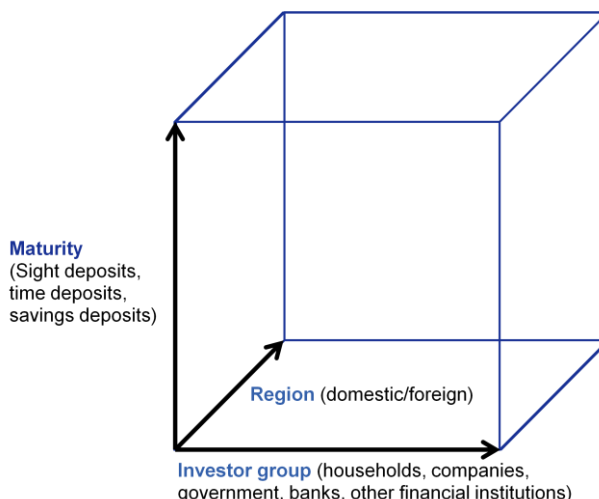 Maturity
(Sight deposits,
time deposits,
savings deposits)
Region (domestic/foreign)
Investor group (households, companies,
government, banks, other financial institutions)